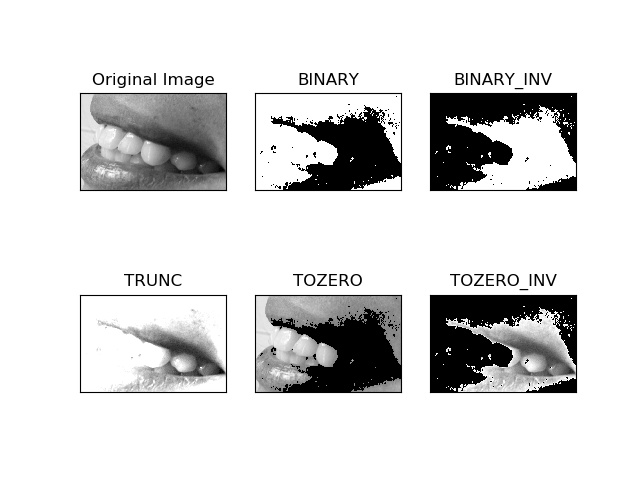 Original Image
BINARY
BINARY_INV
TRUNC
TOZERO
TOZERO_INV